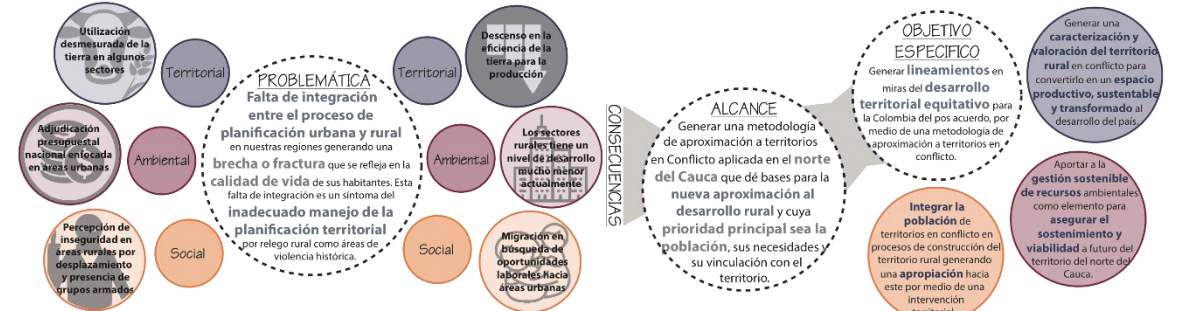 Utilización
desmesurada de la
tierra en algunos
sectores
Territorial
Adjudicación
presupuestal
nacional enfocada
en áreas urbanas
Ambiental
Percepción de
inseguridad en
áreas rurales por
desplazamiento
y presencia de
grupos armados
Social
PROBLEMÁTICA
Falta de integración
entre el proceso de
planificación urbana y rural
en nuestras regiones generando una
brecha o fractura que se refleja en la
calidad de vida de sus habitantes. Esta
falta de integración es un síntoma del
inadecuado manejo de la
planificación territorial
por relego rural como áreas de
violencia histórica.
Territorial
Descenso en la
eficiencia de la
tierra para la
producción
Ambiental
Los sectores
rurales tiene un
nivel de desarrollo
mucho menor
actualmente
Social
Migración en
búsqueda de
oportunidades
laborales hacia
áreas urbanas
CONSECUENCIAS
ALCANCE
Generar una metodología
de aproximación a territorios
en Conflicto aplicada en el norte
del Cauca que dé bases para la
nueva aproximación al
desarrollo rural y cuya
prioridad principal sea la
población, sus necesidades y
su vinculación con el
territorio.
OBJETIVO
ESPECIFICO
Generar lineamientos en
miras del desarrollo
territorial equitativo para
la Colombia del pos acuerdo, por
medio de una metodología de
aproximación a territorios en
conflicto.
Generar una
caracterización y
valoración del territorio
rural en conflicto para
convertirlo en un espacio
productivo, sustentable
y transformado al
desarrollo del país.
Aportar a la
gestión sostenible
de recursos ambientales
como elemento para
asegurar el
sostenimiento y
viabilidad a futuro del
territorio del norte del
Cauca.
Integrar la
población de
territorios en conflicto en
procesos de construcción del
territorio rural generando
una apropiación hacia
este por medio de una
intervención